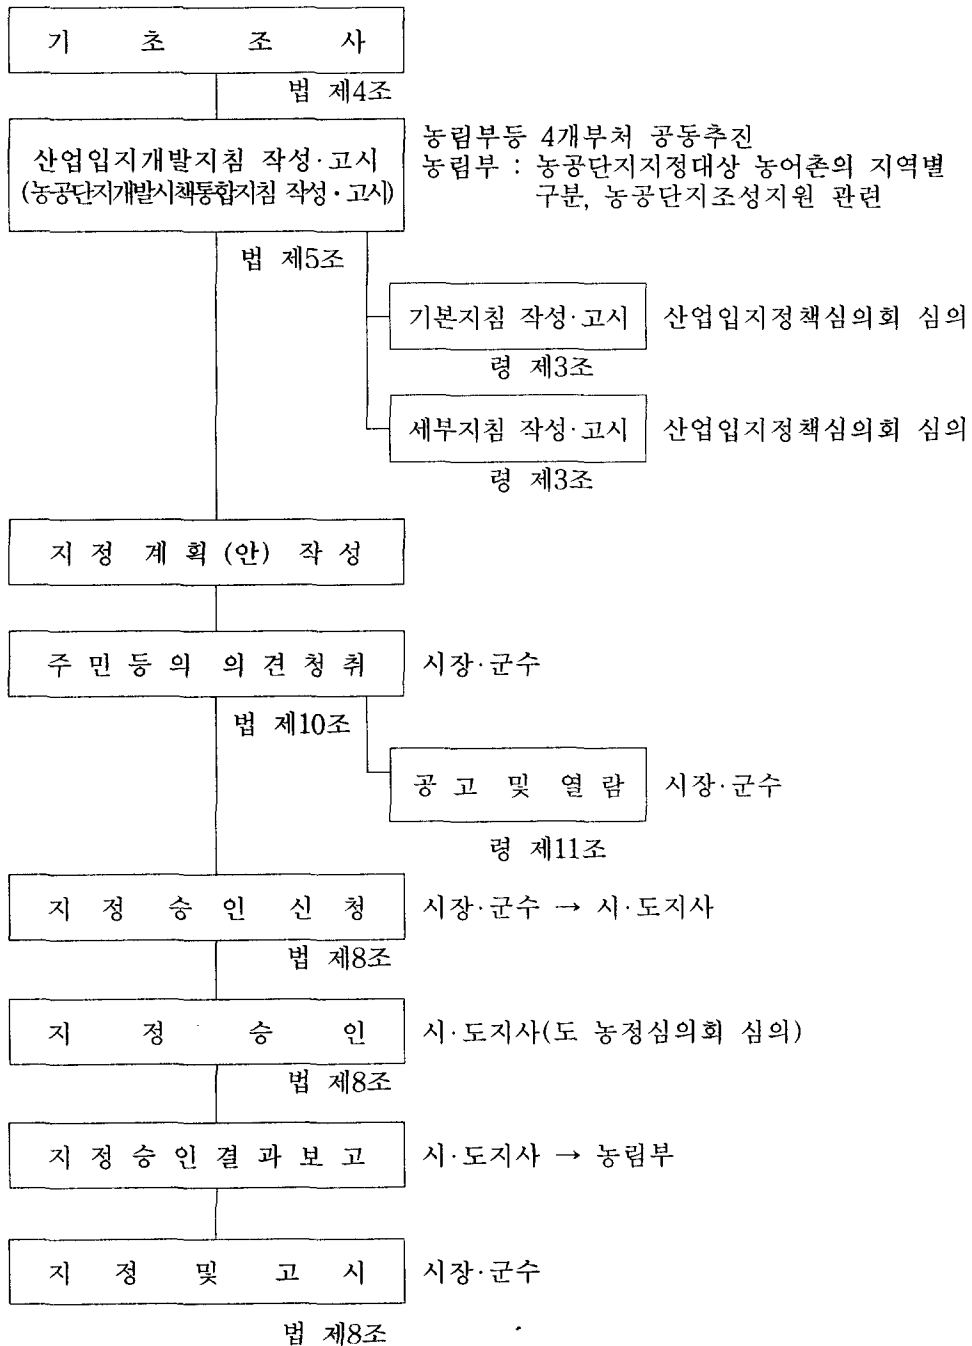 기 초 조 사
법 제4조
산업입지개발지침 작성·고시
(농공단지개발시책통합지침 작성·고시)
농림부등 4개부처 공동추진
농림부 : 농공단지지정대상 농어촌의 지역별
구분, 농공단지조성지원 관련
법 제5조
기본지침 작성·고시 산업입지정책심의회 심의
령 제3조
세부지침 작성·고시 산업입지정책심의회 심의
령 제3조
지 정 계 획 (안) 작 성
주 민 등 의 의 견 청 취 시장·군수
법 제10조
공 고 및 열 람 시장·군수
령 제11조
지 정 승 인 신 청 시장·군수 → 시·도지사
법 제8조
지 정 승 인 시·도지사(도 농정심의회 심의)
법 제8조
지 정 승 인 결 과 보 고 시·도지사 → 농림부
지 정 및 고 시 시장·군수
법 제8조